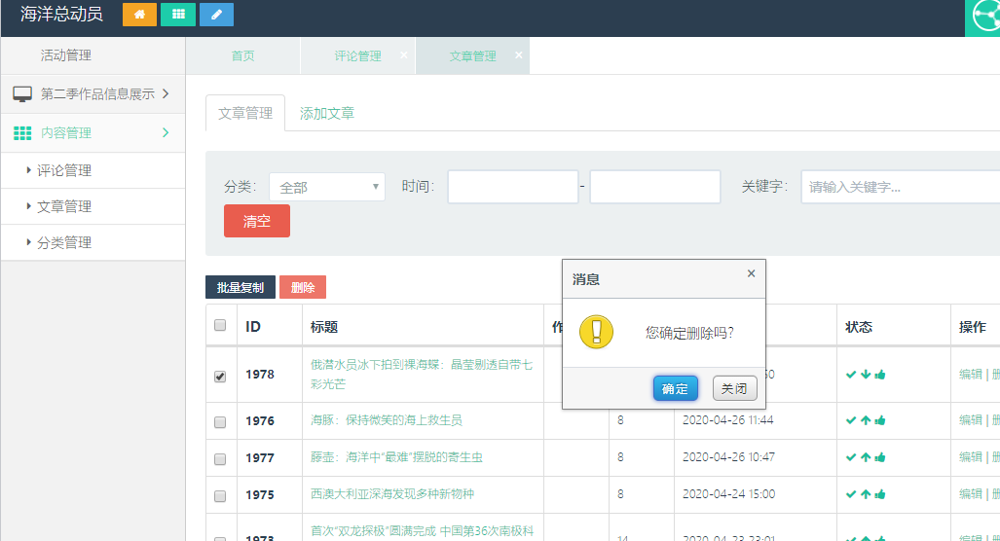 海洋总动员
活动管理
首页
评论管理 ×
文章管理 ×
第二季作品信息展示
内容管理
评论管理
文章管理
分类管理
文章管理
添加文章
分类：
全部
时间：
-
关键字：
请输入关键字...
清空
批量复制
删除
消息
×
您确定删除吗?
确定
关闭
ID
标题
作
状态
操作
1978
俄潜水员冰下拍到裸海蝶：晶莹剔透自带七
彩光芒
编辑 |
1976
海豚：保持微笑的海上救生员
8
2020-04-26 11:44
编辑 |
1977
藤壶：海洋中“最难”摆脱的寄生虫
8
2020-04-26 10:47
编辑 |
1975
西澳大利亚深海发现多种新物种
8
2020-04-24 15:00
编辑 |
1973
首次“双龙探极”圆满完成 中国第36次南极科
14
2020-04-23 23:01
编辑 |